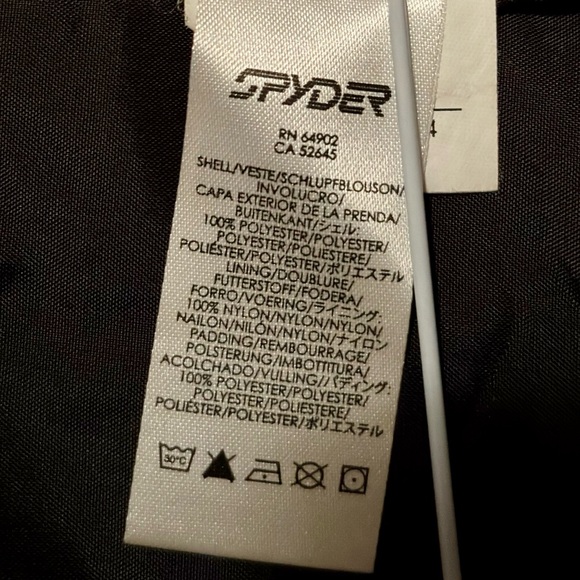 SPYDER
RN 64902
CA 52645
SHELL/VESTE/SCHLUPFBLOUSON/
INVOLUCRO/
CAPA EXTERIOR DE LA PRENDA/
BUITENKANT/シェル:
100% POLYESTER/POLYESTER/
POLYESTER/POLIESTERE/
POLIÉSTER/POLYESTER/ポリエステル
LINING/DOUBLURE/
FUTTERSTOFF/FODERA/
FORRO/VOERING/ライニング:
100% NYLON/NYLON/NYLON/
NAILON/NILÓN/NYLON/ナイロン
PADDING/REMBOURRAGE/
POLSTERUNG/IMBOTTITURA/
ACOLCHADO/VULLING/パディング:
100% POLYESTER/POLYESTER/
POLYESTER/POLIESTERE/
POLIÉSTER/POLYESTER/ポリエステル
30°C
4